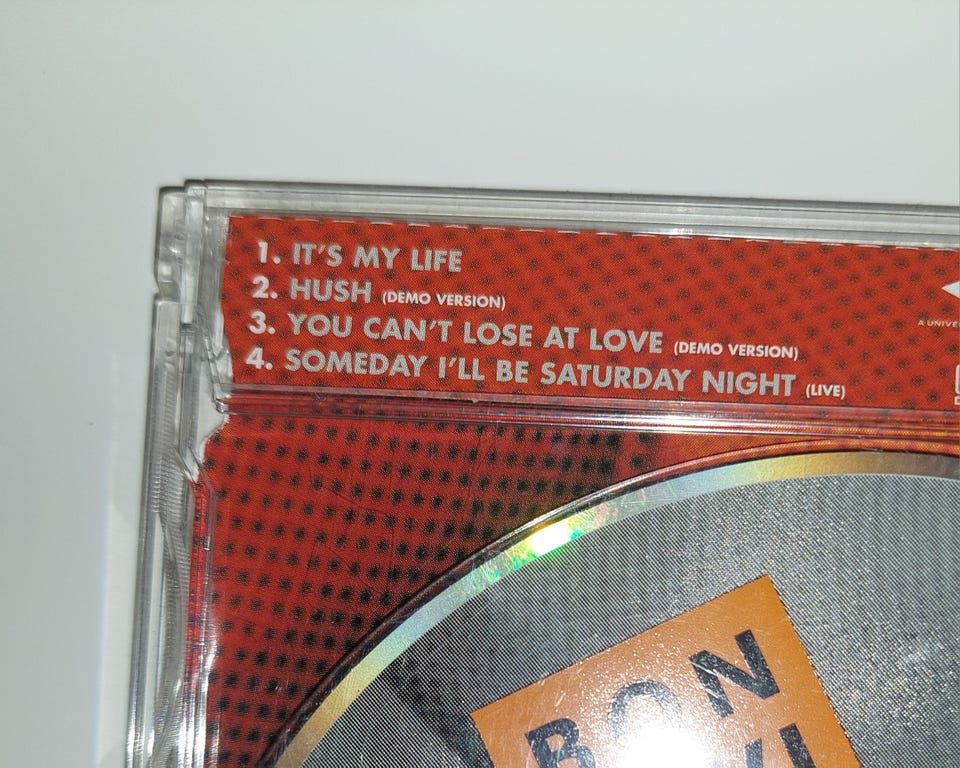 1. IT'S MY LIFE
2. HUSH (DEMO VERSION)
3. YOU CAN'T LOSE AT LOVE (DEMO VERSION)
4. SOMEDAY I'LL BE SATURDAY NIGHT (LIVE)
BON